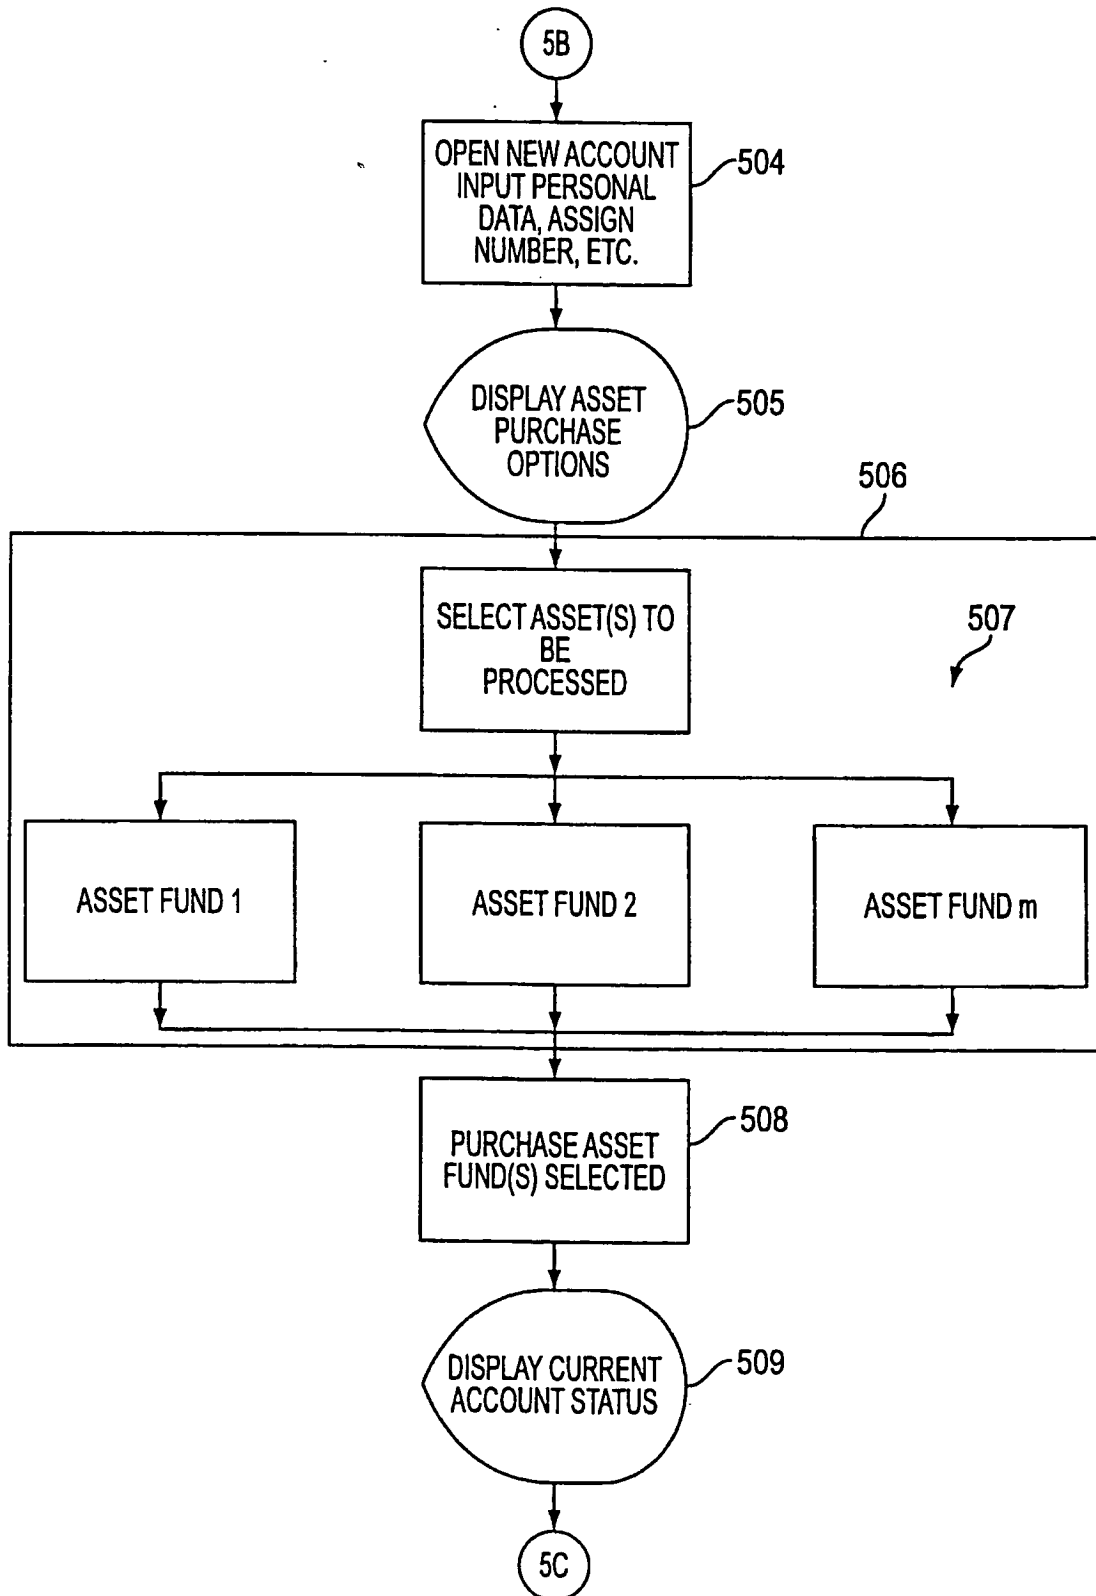 5B
OPEN NEW ACCOUNT
INPUT PERSONAL
DATA, ASSIGN
NUMBER, ETC.
504
DISPLAY ASSET
PURCHASE
OPTIONS
505
506
SELECT ASSET(S) TO
BE
PROCESSED
507
ASSET FUND 1
ASSET FUND 2
ASSET FUND m
PURCHASE ASSET
FUND(S) SELECTED
508
DISPLAY CURRENT
ACCOUNT STATUS
509
5C